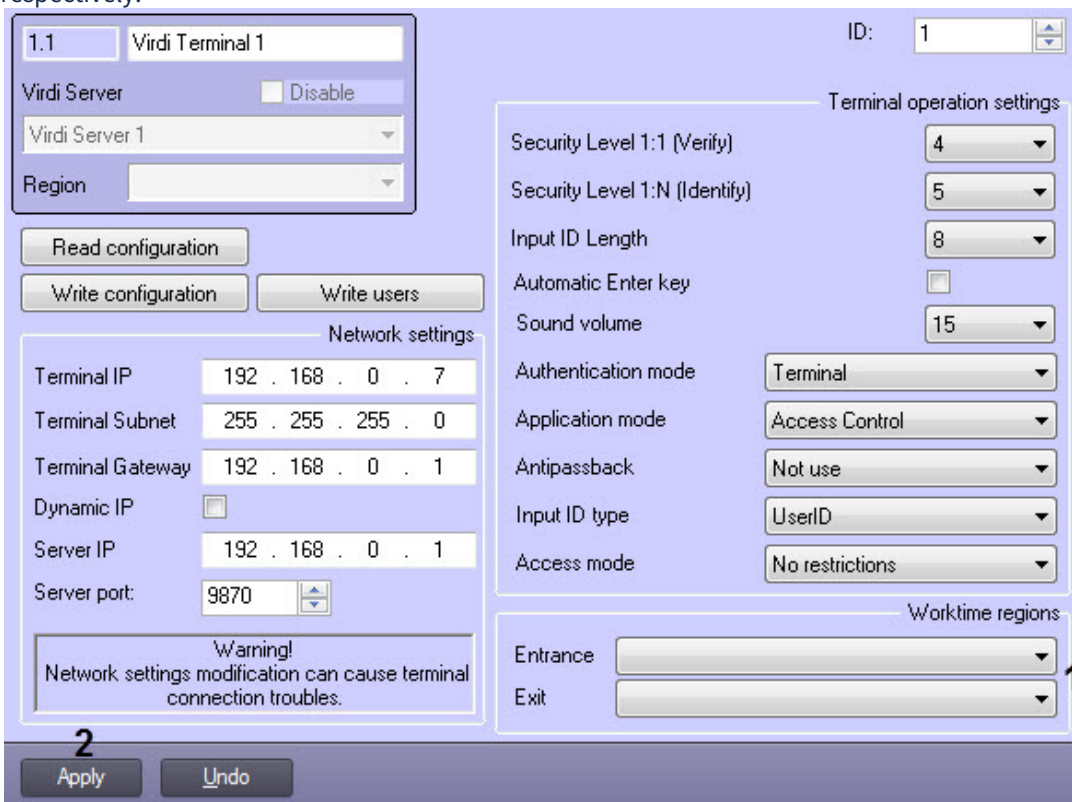 respectively.
1.1 Virdi Terminal 1
ID: 1
Virdi Server Disable
Virdi Server 1
Region
Read configuration
Write configuration Write users
Network settings
Terminal IP 192 . 168 . 0 . 7
Terminal Subnet 255 . 255 . 255 . 0
Terminal Gateway 192 . 168 . 0 . 1
Dynamic IP
Server IP 192 . 168 . 0 . 1
Server port: 9870
Warning!
Network settings modification can cause terminal
connection troubles.
Terminal operation settings
Security Level 1:1 (Verify) 4
Security Level 1:N (Identify) 5
Input ID Length 8
Automatic Enter key
Sound volume 15
Authentication mode Terminal
Application mode Access Control
Antipassback Not use
Input ID type UserID
Access mode No restrictions
Worktime regions
Entrance
Exit
1
2
Apply Undo